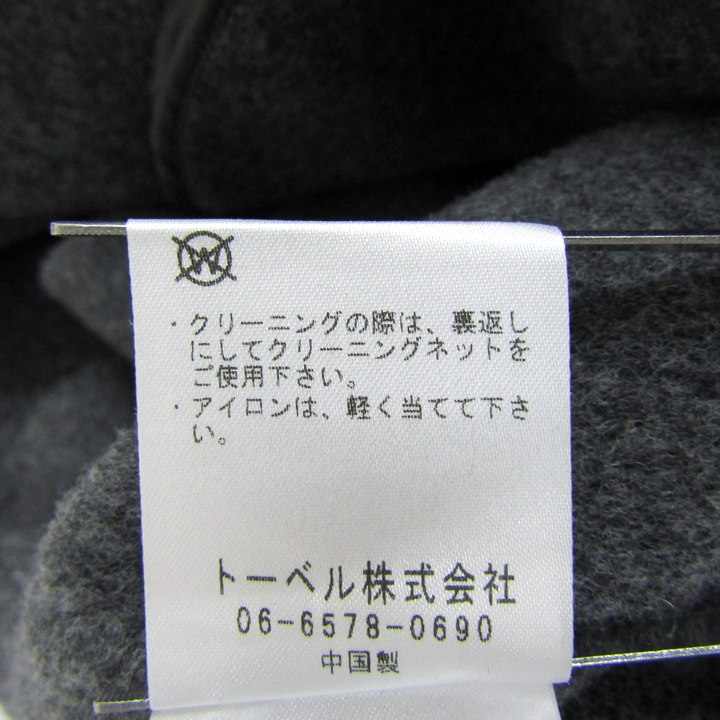 W
・クリーニングの際は、裏返し
にしてクリーニングネットを
ご使用下さい。
・アイロンは、軽く当てて下さ
い。
トーベル株式会社
06-6578-0690
中国製